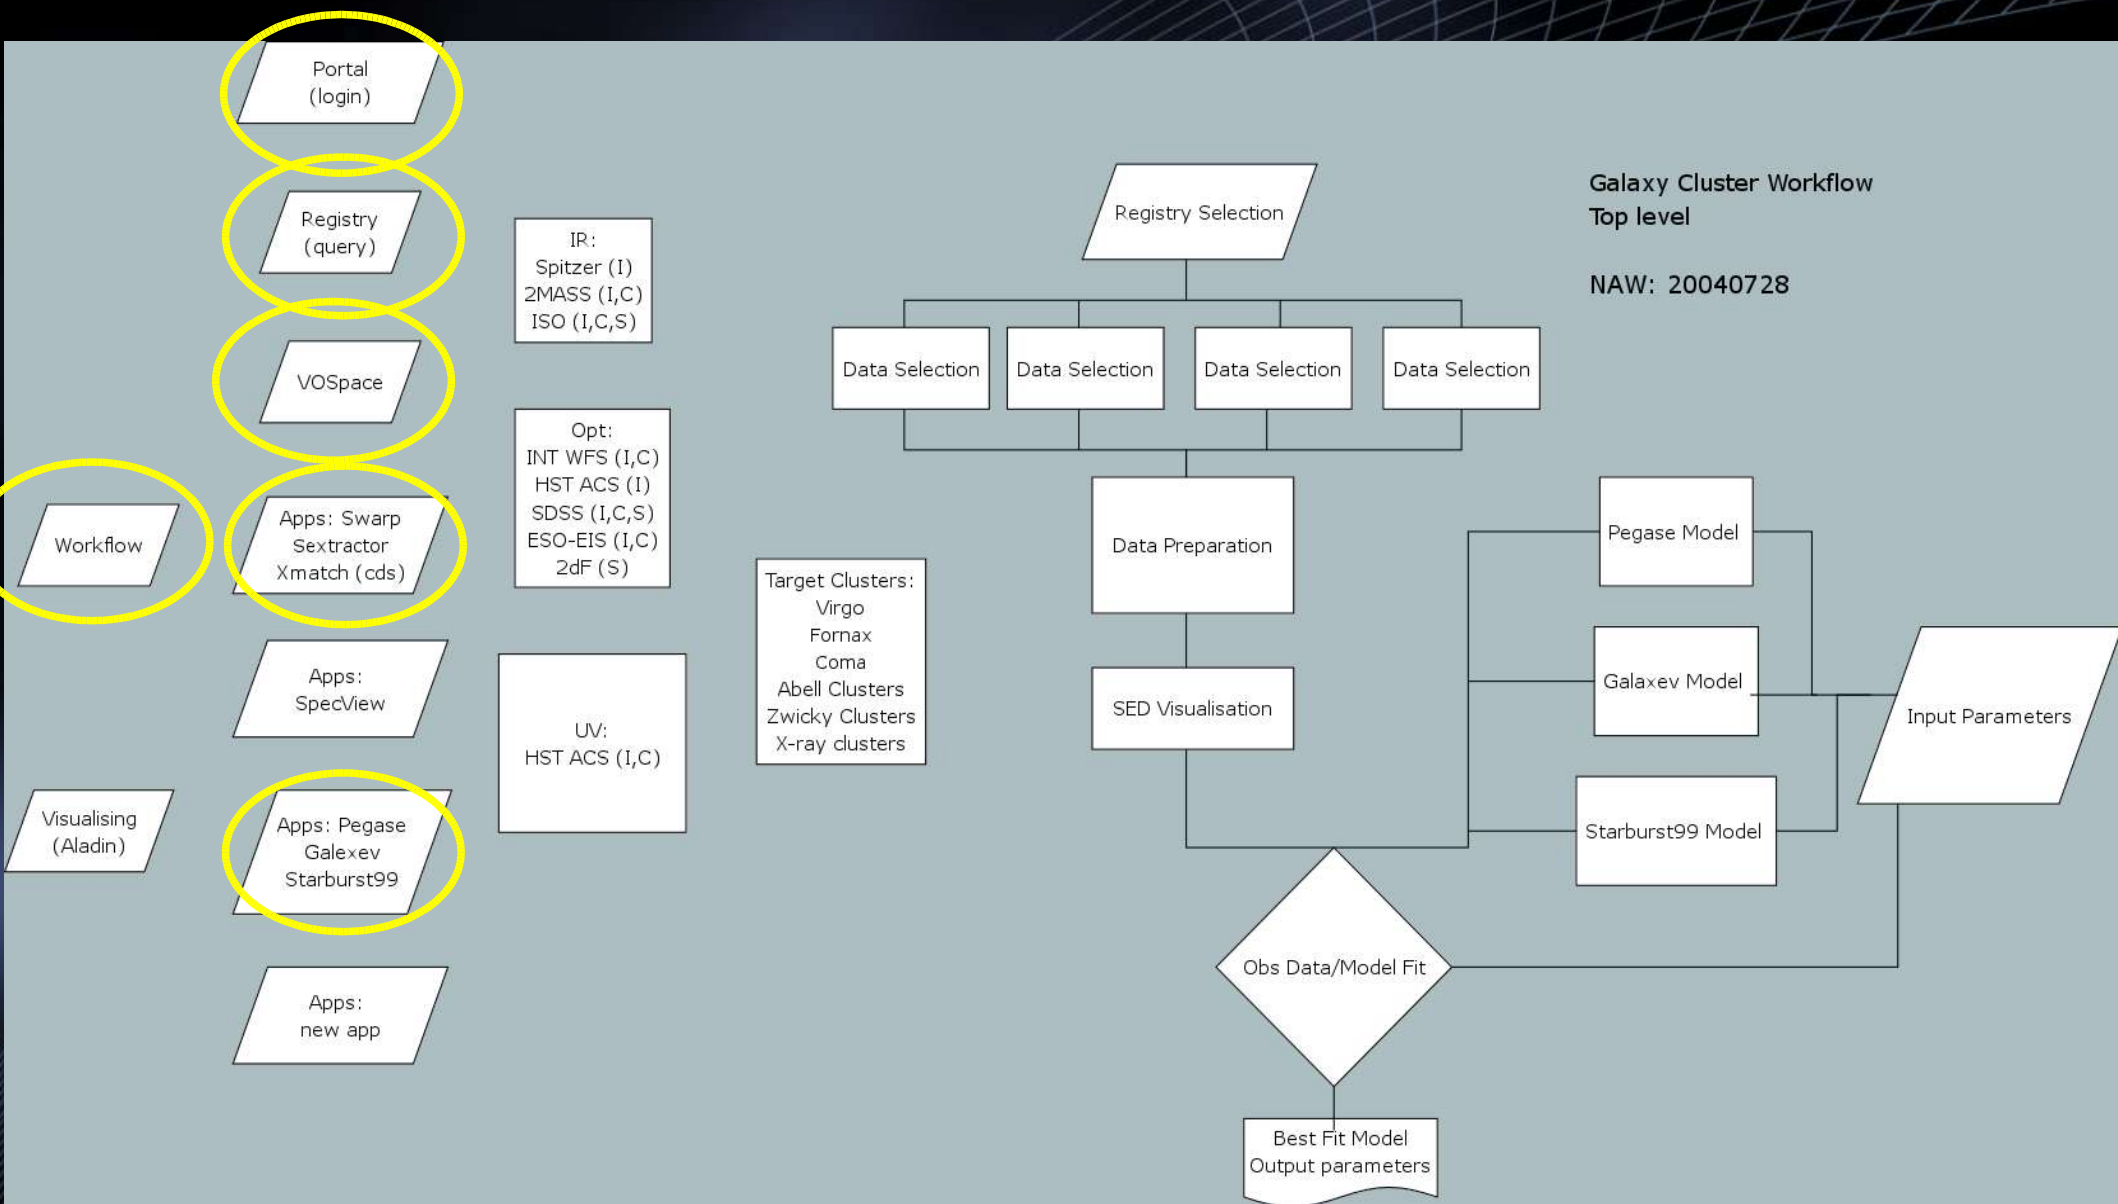 Portal
(login)
Registry
(query)
VOSpace
Workflow
Apps: Swarp
Sextractor
Xmatch (cds)
Apps:
SpecView
Visualising
(Aladin)
Apps: Pegase
Galexev
Starburst99
Apps:
new app
IR:
Spitzer (I)
2MASS (I,C)
ISO (I,C,S)
Opt:
INT WFS (I,C)
HST ACS (I)
SDSS (I,C,S)
ESO-EIS (I,C)
2dF (S)
UV:
HST ACS (I,C)
Target Clusters:
Virgo
Fornax
Coma
Abell Clusters
Zwicky Clusters
X-ray clusters
Registry Selection
Data Selection
Data Selection
Data Selection
Data Selection
Data Preparation
SED Visualisation
Obs Data/Model Fit
Best Fit Model
Output parameters
Galaxy Cluster Workflow
Top level
NAW: 20040728
Pegase Model
Galaxev Model
Starburst99 Model
Input Parameters